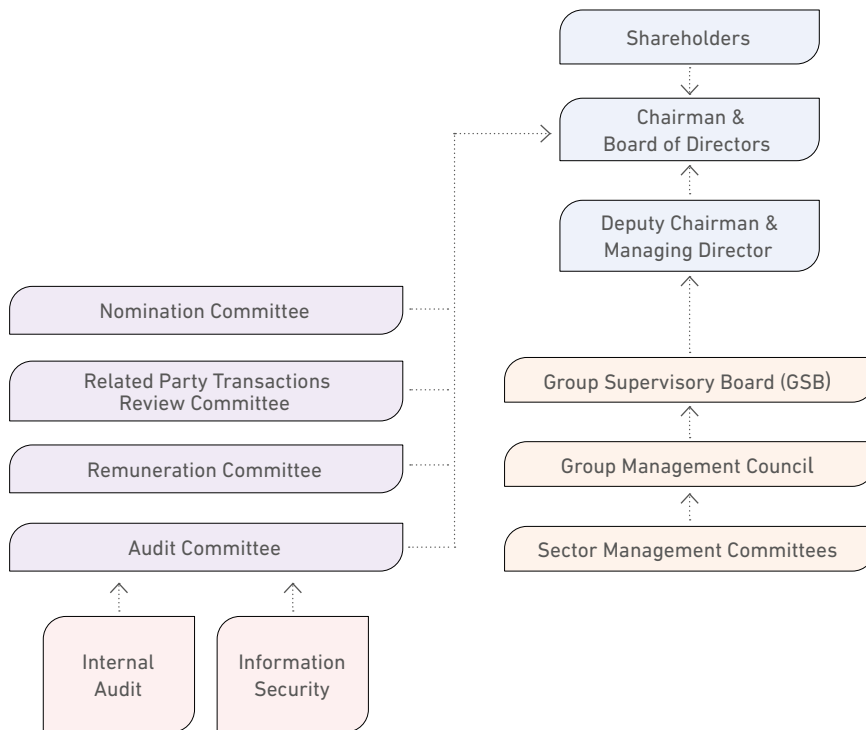 Shareholders
Chairman &
Board of Directors
Deputy Chairman &
Managing Director
Nomination Committee
Related Party Transactions
Review Committee
Remuneration Committee
Audit Committee
Internal
Audit
Information
Security
Group Supervisory Board (GSB)
Group Management Council
Sector Management Committees